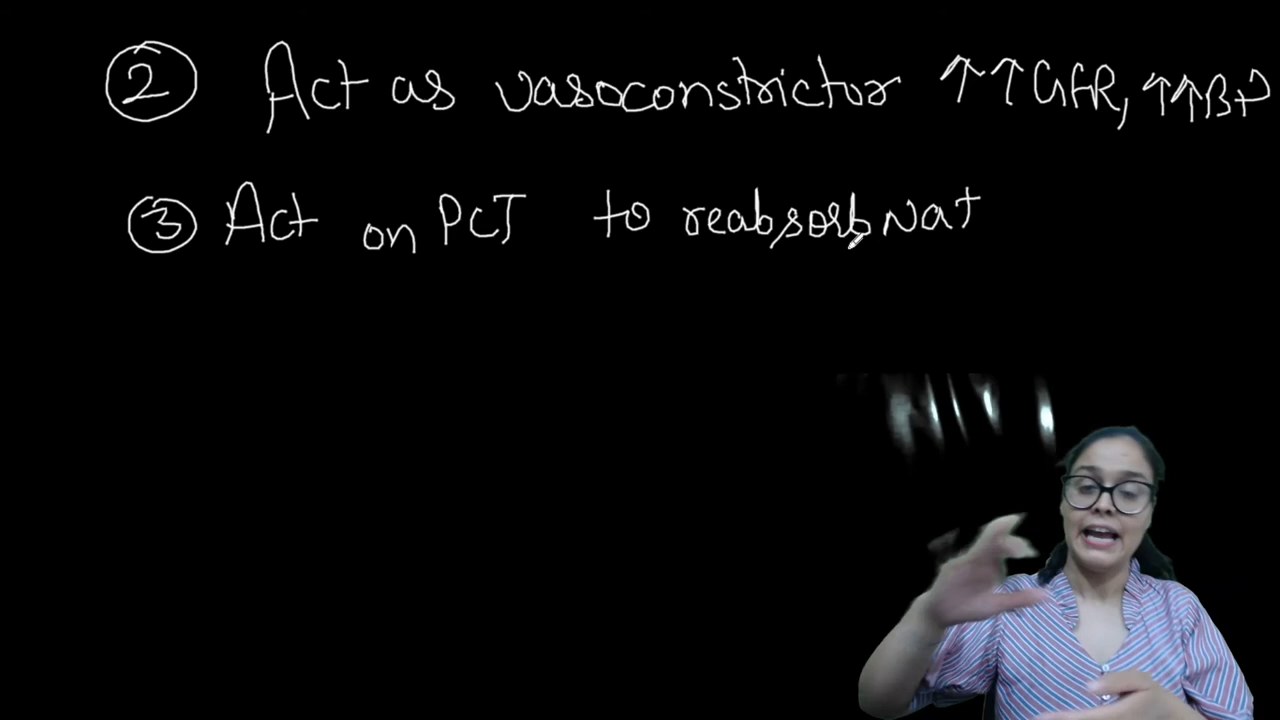 ② Act as vasoconstrictor ↑↑ GFR, ↑↑BP
③ Act on PCT to reabsorb Na+